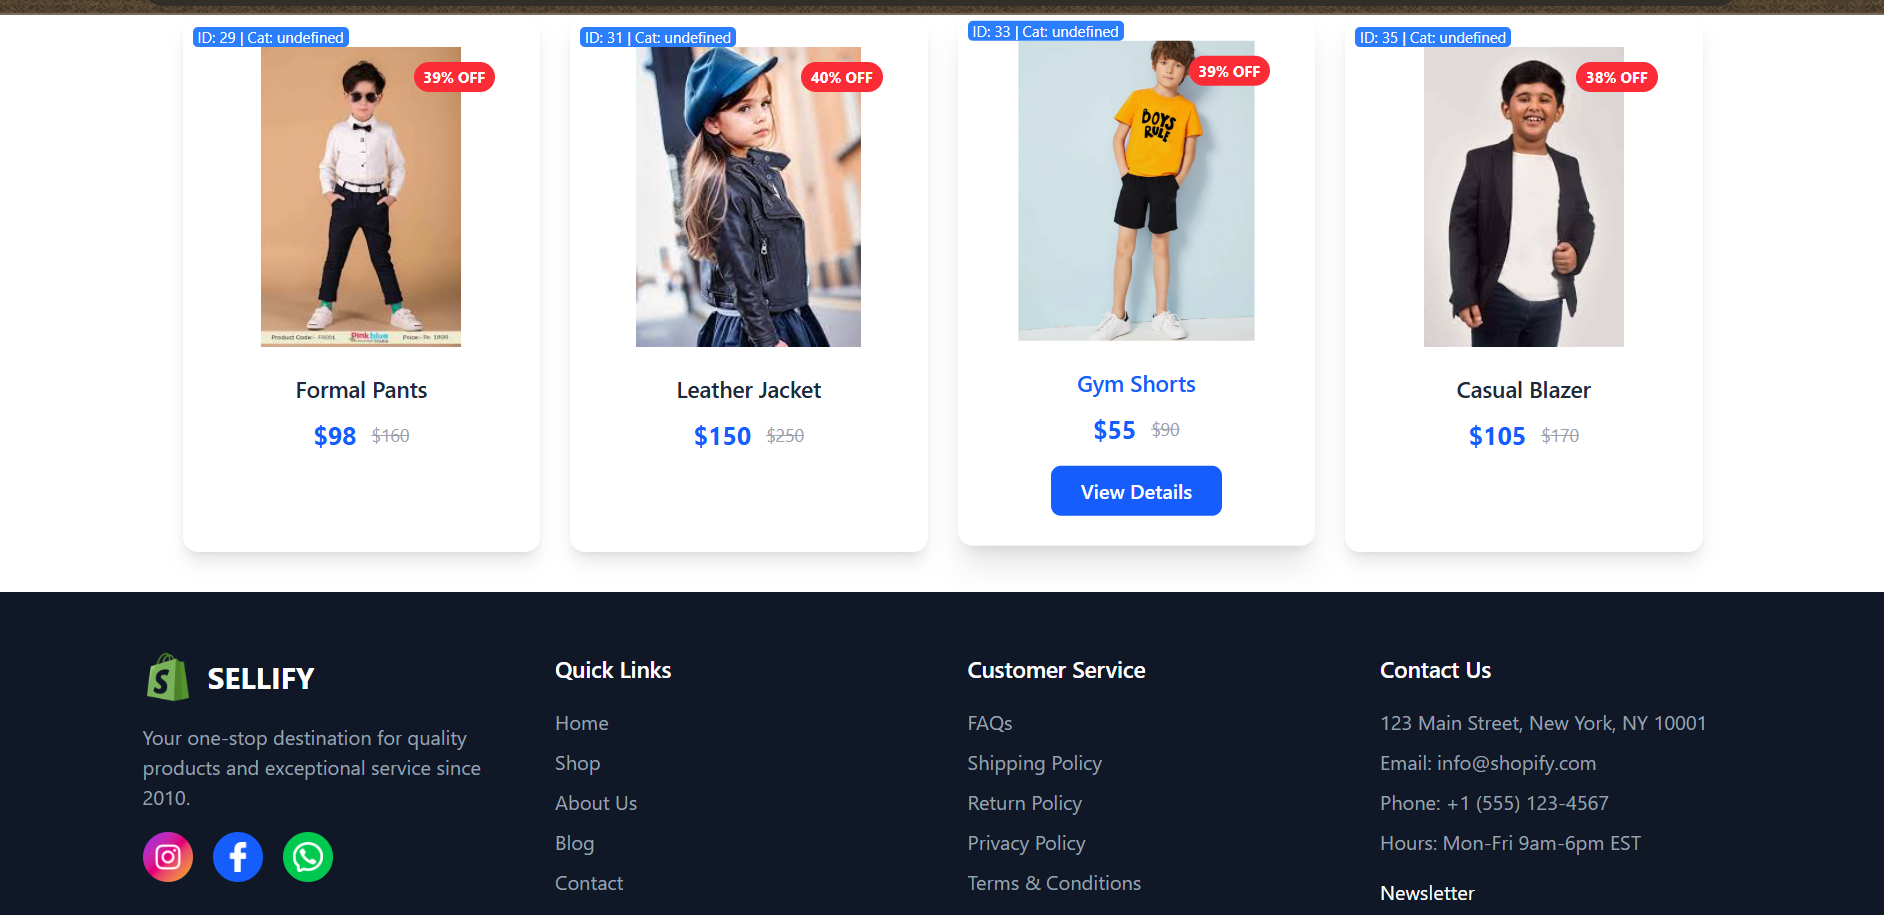 ID: 29 | Cat: undefined
39% OFF
Product Code:- FR051 Pink blue india Price:- Rs 1899
Formal Pants
$98 $160
ID: 31 | Cat: undefined
40% OFF
Leather Jacket
$150 $250
ID: 33 | Cat: undefined
39% OFF
BOYS
RULE
Gym Shorts
$55 $90
View Details
ID: 35 | Cat: undefined
38% OFF
Casual Blazer
$105 $170
SELLIFY
Your one-stop destination for quality
products and exceptional service since
2010.
Quick Links
Home
Shop
About Us
Blog
Contact
Customer Service
FAQs
Shipping Policy
Return Policy
Privacy Policy
Terms & Conditions
Contact Us
123 Main Street, New York, NY 10001
Email: info@shopify.com
Phone: +1 (555) 123-4567
Hours: Mon-Fri 9am-6pm EST
Newsletter